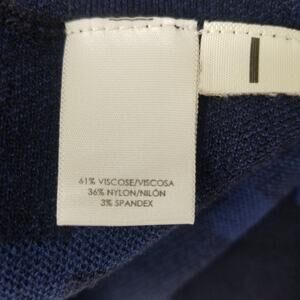 61% VISCOSE/VISCOSA
36% NYLON/NILÓN
3% SPANDEX